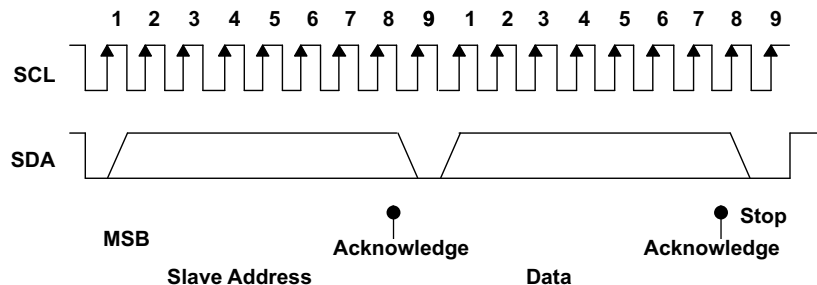 1 2 3 4 5 6 7 8 9 1 2 3 4 5 6 7 8 9
SCL
SDA
Stop
MSB
Acknowledge Acknowledge
Slave Address Data